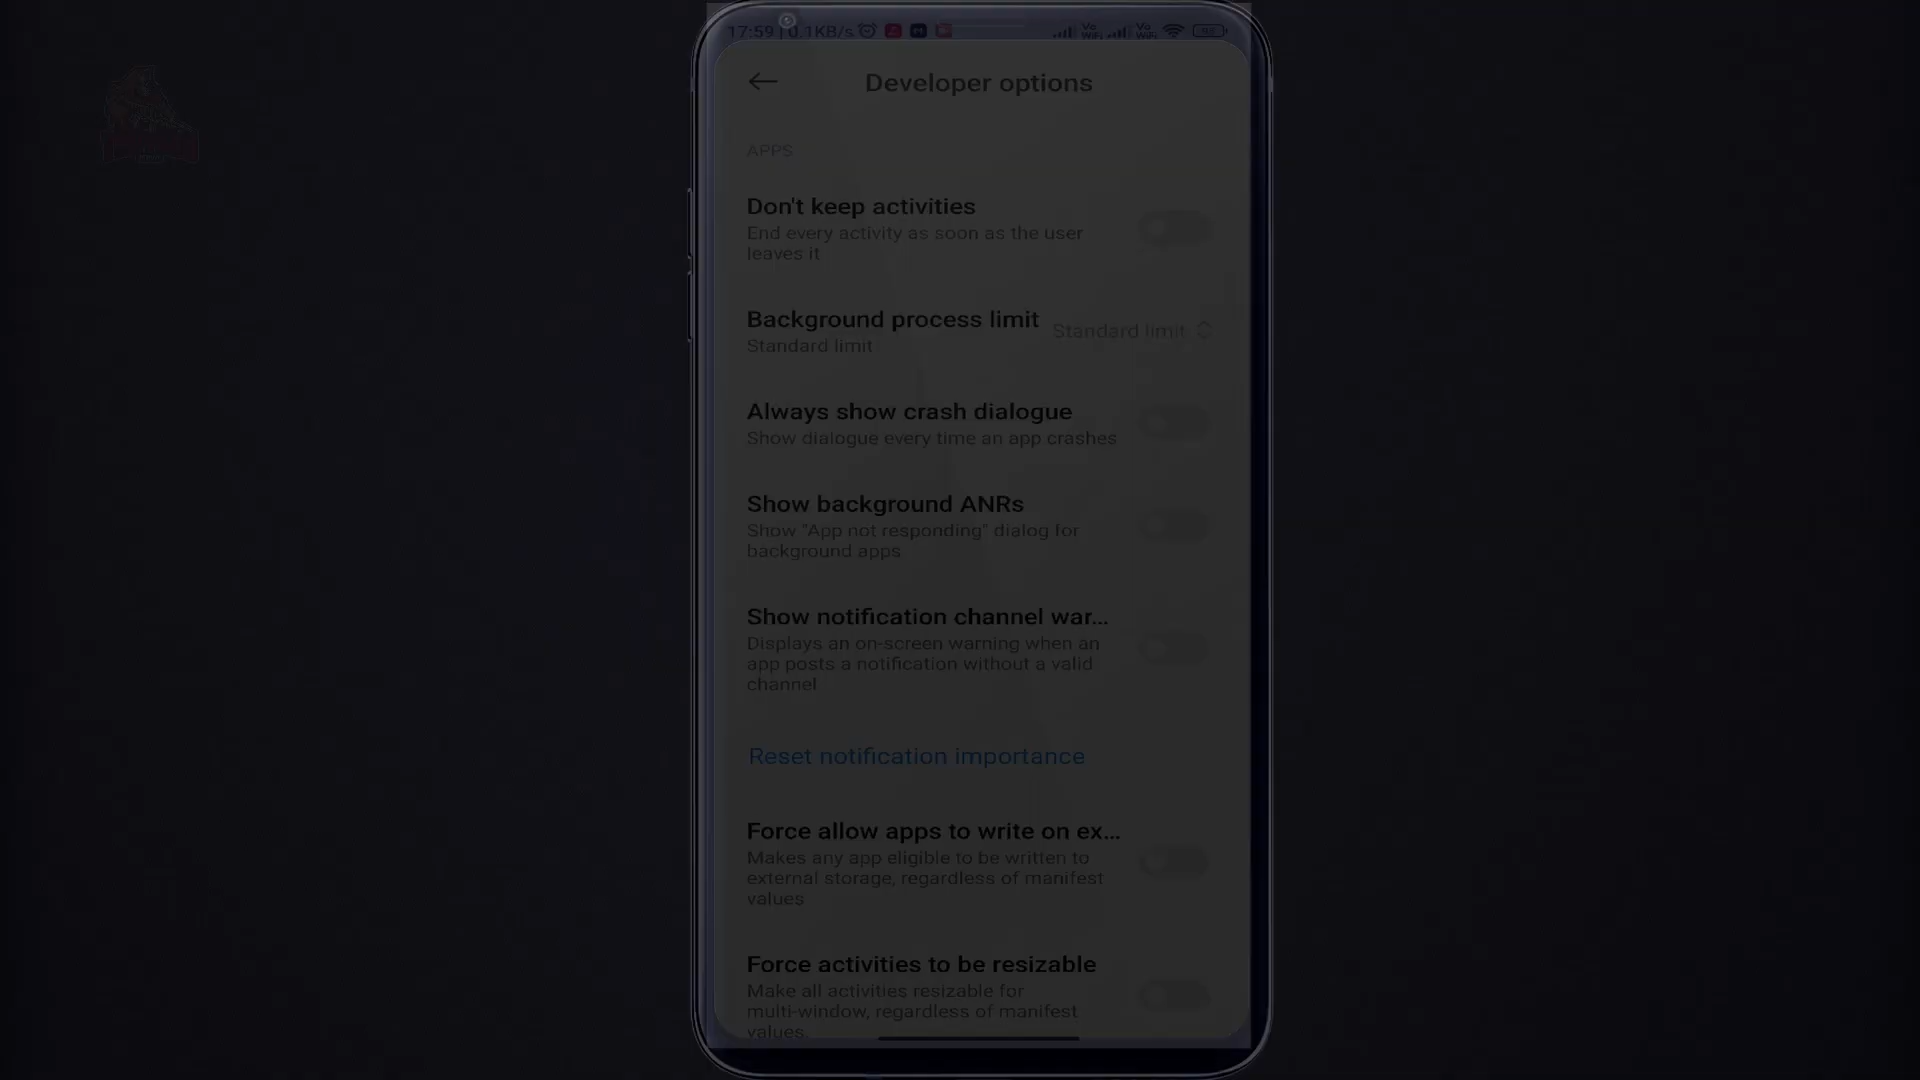 17:59 | 0.1KB/s
Vo WiFi Vo WiFi
Developer options
APPS
Don't keep activities
End every activity as soon as the user
leaves it
Background process limit
Standard limit
Standard limit
Always show crash dialogue
Show dialogue every time an app crashes
Show background ANRs
Show "App not responding" dialog for
background apps
Show notification channel war...
Displays an on-screen warning when an
app posts a notification without a valid
channel
Reset notification importance
Force allow apps to write on ex...
Makes any app eligible to be written to
external storage, regardless of manifest
values
Force activities to be resizable
Make all activities resizable for
multi-window, regardless of manifest
values.